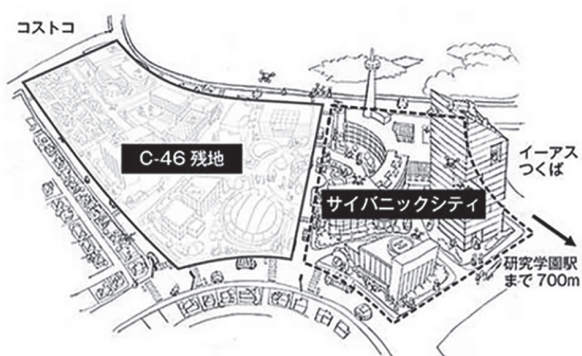 コストコ
C-46 残地
サイバニックシティ
イーアス
つくば
研究学園駅
まで 700m